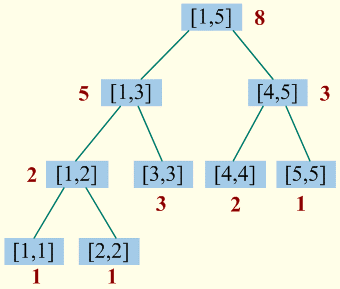 [1,5] 8
5 [1,3] [4,5] 3
2 [1,2] [3,3] [4,4] [5,5]
3 2 1
[1,1] [2,2]
1 1